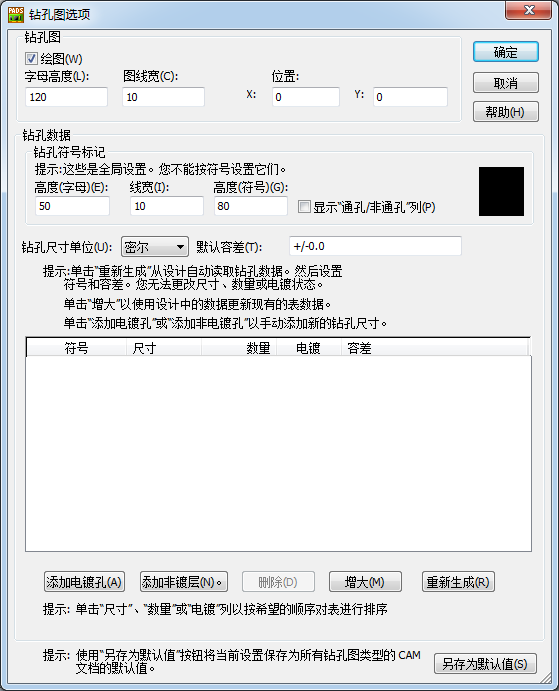 PADS
钻孔图选项
钻孔图
绘图(W)
确定
字母高度(L): 图线宽(C): 位置:
取消
120 10 X: 0 Y: 0
帮助(H)
钻孔数据
钻孔符号标记
提示:这些是全局设置。您不能按符号设置它们。
高度(字母)(E): 线宽(I): 高度(符号)(G):
50 10 80 显示"通孔/非通孔"列(P)
钻孔尺寸单位(U): 密尔 默认容差(T): +/-0.0
提示:单击"重新生成"从设计自动读取钻孔数据。然后设置
符号和容差。您无法更改尺寸、数量或电镀状态。
单击"增大"以使用设计中的数据更新现有的表数据。
单击"添加电镀孔"或"添加非电镀孔"以手动添加新的钻孔尺寸。
符号 尺寸 数量 电镀 容差
添加电镀孔(A) 添加非镀层(N)。 删除(D) 增大(M) 重新生成(R)
提示: 单击"尺寸"、"数量"或"电镀"列以按希望的顺序对表进行排序
提示: 使用"另存为默认值"按钮将当前设置保存为所有钻孔图类型的 CAM
文档的默认值。
另存为默认值(S)